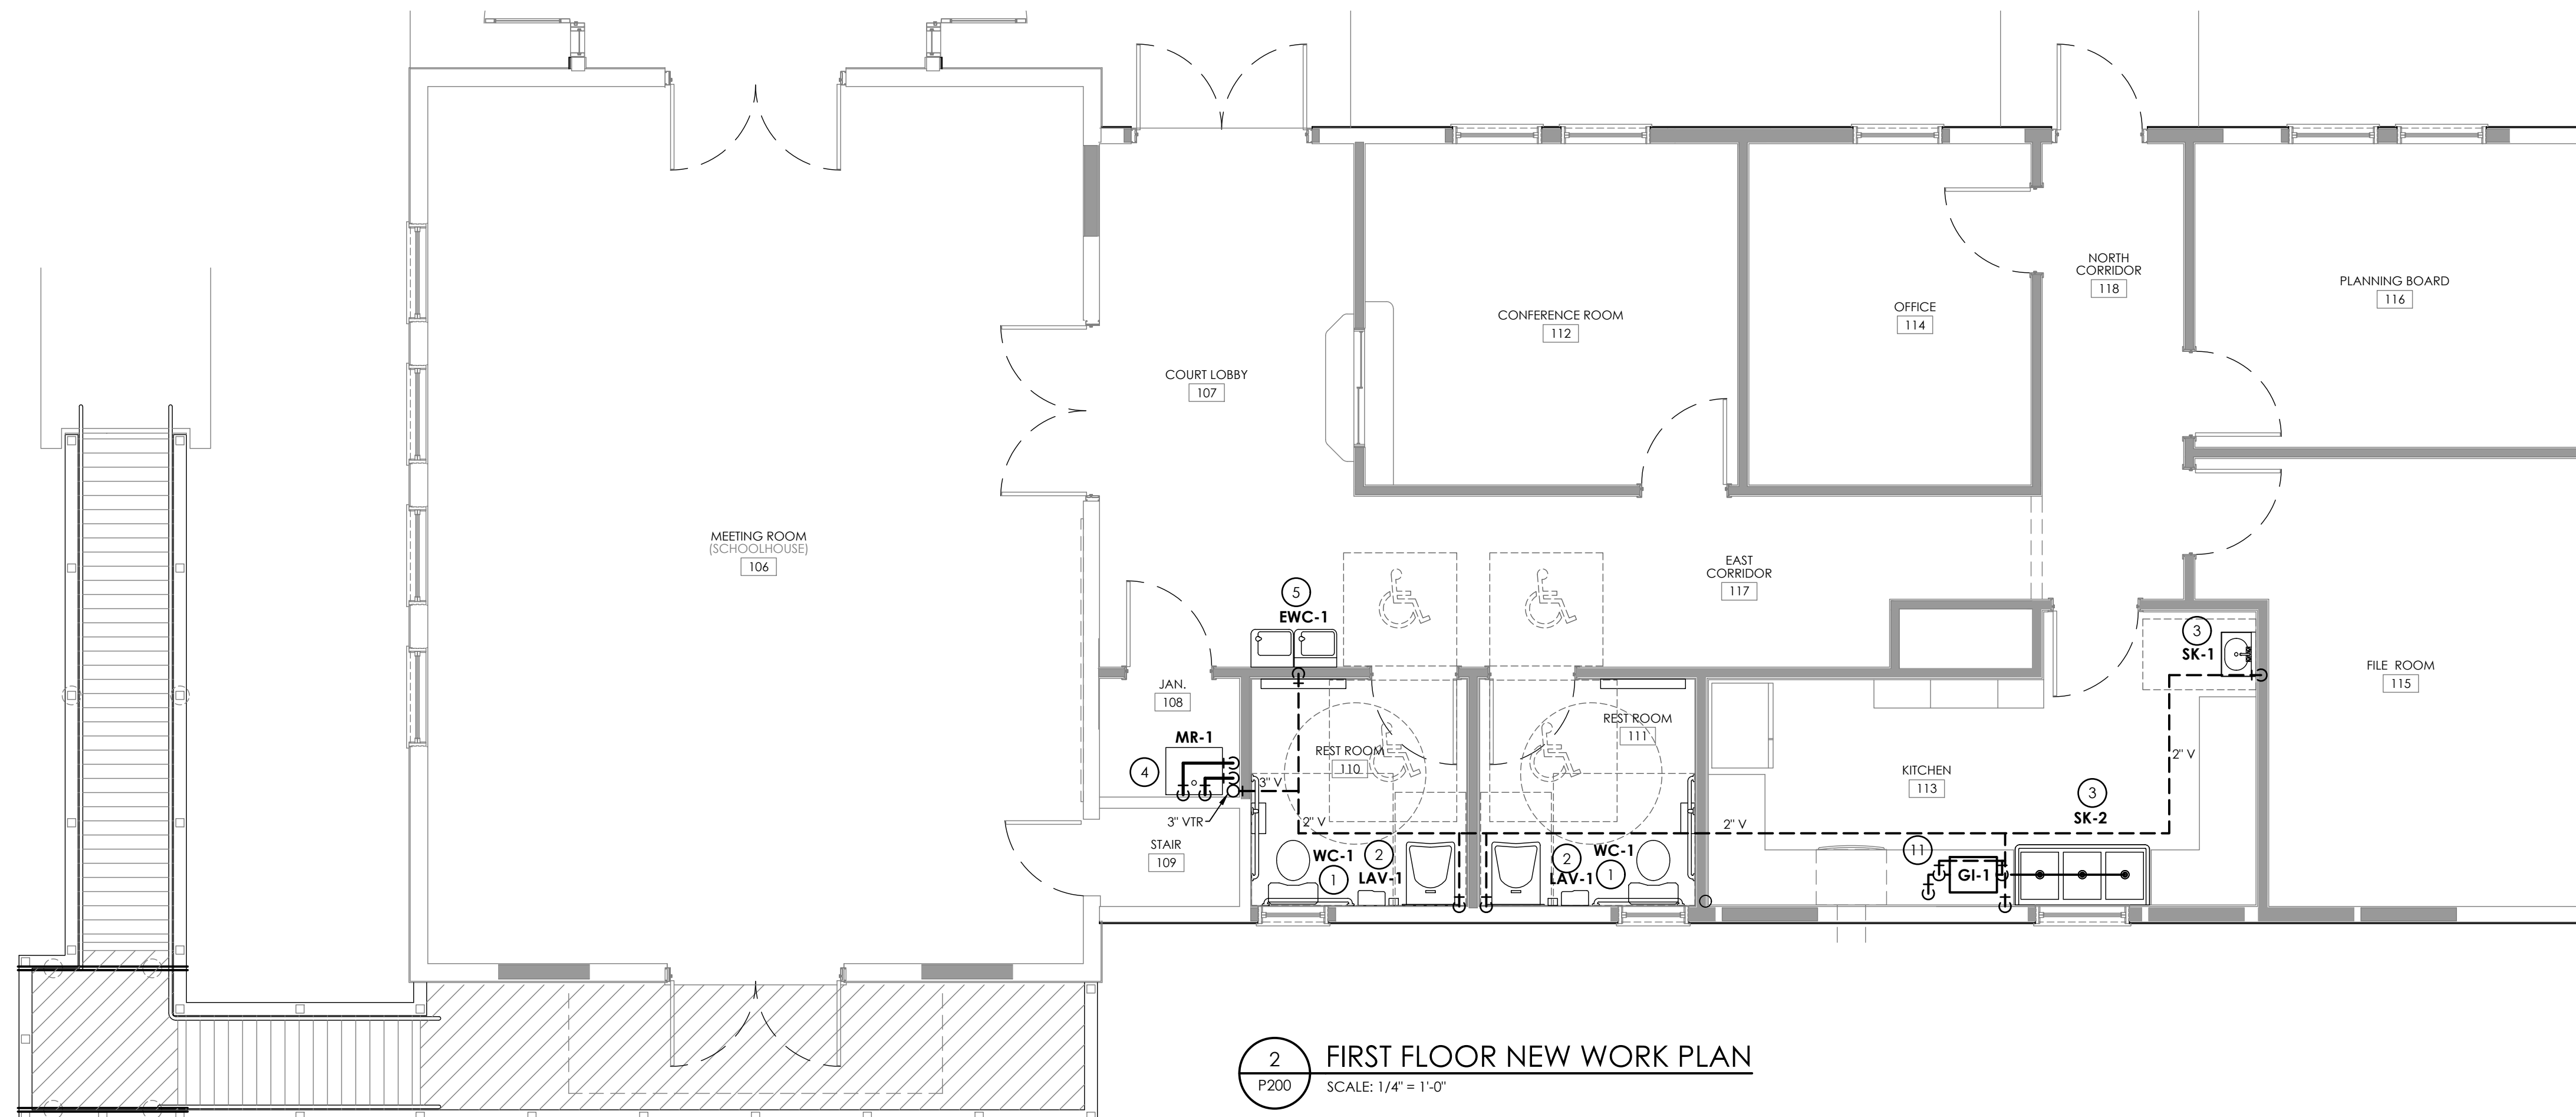 NORTH
CORRIDOR
118
PLANNING BOARD
116
OFFICE
114
CONFERENCE ROOM
112
COURT LOBBY
107
MEETING ROOM
(SCHOOLHOUSE)
106
EAST
CORRIDOR
117
5
EWC-1
3
SK-1
FILE ROOM
115
JAN.
108
REST ROOM
111
MR-1
4
REST ROOM
110
3" V
2" V
KITCHEN
113
3
SK-2
3" VTR
2" V
2" V
STAIR
109
WC-1
1
2
LAV-1
2
LAV-1
WC-1
1
11
GI-1
2
P200
FIRST FLOOR NEW WORK PLAN
SCALE: 1/4" = 1'-0"